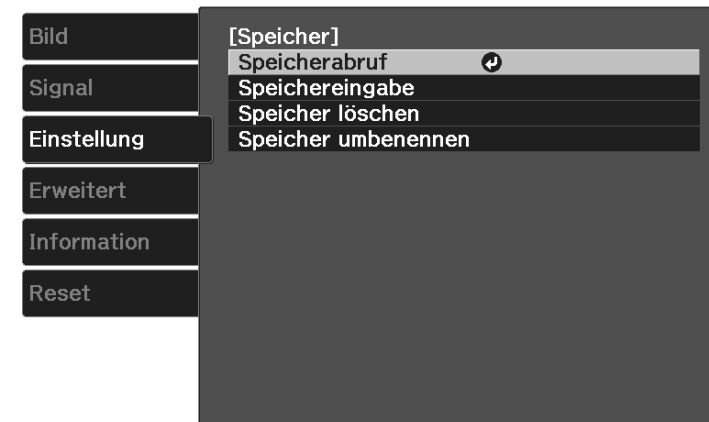 Bild
Signal
Einstellung
Erweitert
Information
Reset
[Speicher]
Speicherabruf
Speichereingabe
Speicher löschen
Speicher umbenennen